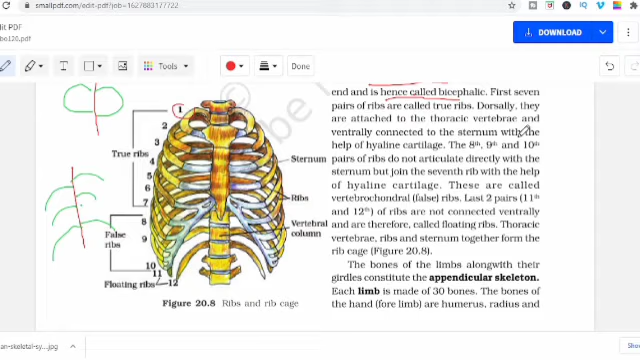 smallpdf.com/edit-pdf?job=1627883177722
dit PDF
DOWNLOAD
Tools
Done
end and is hence called bicephalic. First seven
pairs of ribs are called true ribs. Dorsally, they
are attached to the thoracic vertebrae and
ventrally connected to the sternum with the
help of hyaline cartilage. The 8th, 9th and 10th
pairs of ribs do not articulate directly with the
sternum but join the seventh rib with the help
of hyaline cartilage. These are called
vertebrochondral (false) ribs. Last 2 pairs (11th
and 12th) of ribs are not connected ventrally
and are therefore, called floating ribs. Thoracic
vertebrae, ribs and sternum together form the
rib cage (Figure 20.8).
The bones of the limbs alongwith their
girdles constitute the appendicular skeleton.
Each limb is made of 30 bones. The bones of
the hand (fore limb) are humerus, radius and
1
2
3
True ribs
4
5
6
7
8
False
ribs
9
10
11
Floating ribs
12
Sternum
Ribs
Vertebral
column
Figure 20.8 Ribs and rib cage
an-skeletal-sy....jpg